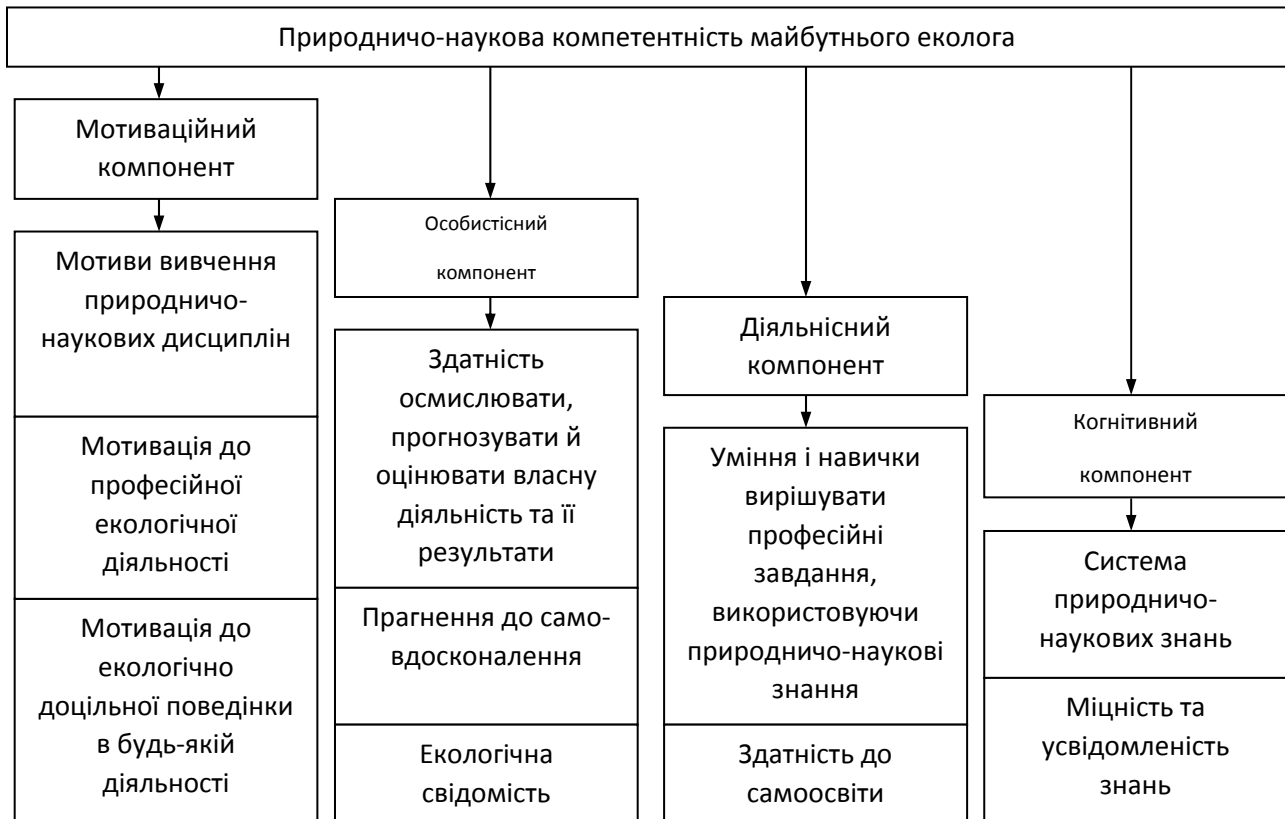 Природничо-наукова компетентність майбутнього еколога
Мотиваційний
компонент
Мотиви вивчення
природничо-
наукових дисциплін
Мотивація до
професійної
екологічної
діяльності
Мотивація до
екологічно
доцільної поведінки
в будь-якій
діяльності
Особистісний
компонент
Здатність
осмислювати,
прогнозувати й
оцінювати власну
діяльність та її
результати
Прагнення до само-
вдосконалення
Екологічна
свідомість
Діяльнісний
компонент
Уміння і навички
вирішувати
професійні
завдання,
використовуючи
природничо-наукові
знання
Здатність до
самоосвіти
Когнітивний
компонент
Система
природничо-
наукових знань
Міцність та
усвідомленість
знань